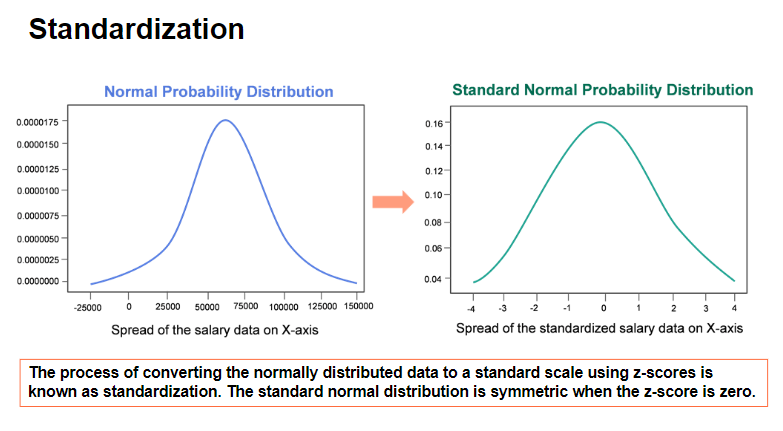 Standardization
Normal Probability Distribution
0.0000175
0.0000150
0.0000125
0.0000100
0.0000075
0.0000050
0.0000025
0.0000000
-25000 0 25000 50000 75000 100000 125000 150000
Spread of the salary data on X-axis
Standard Normal Probability Distribution
0.16
0.14
0.12
0.10
0.08
0.06
0.04
-4 -3 -2 -1 0 1 2 3 4
Spread of the standardized salary data on X-axis
The process of converting the normally distributed data to a standard scale using z-scores is
known as standardization. The standard normal distribution is symmetric when the z-score is zero.